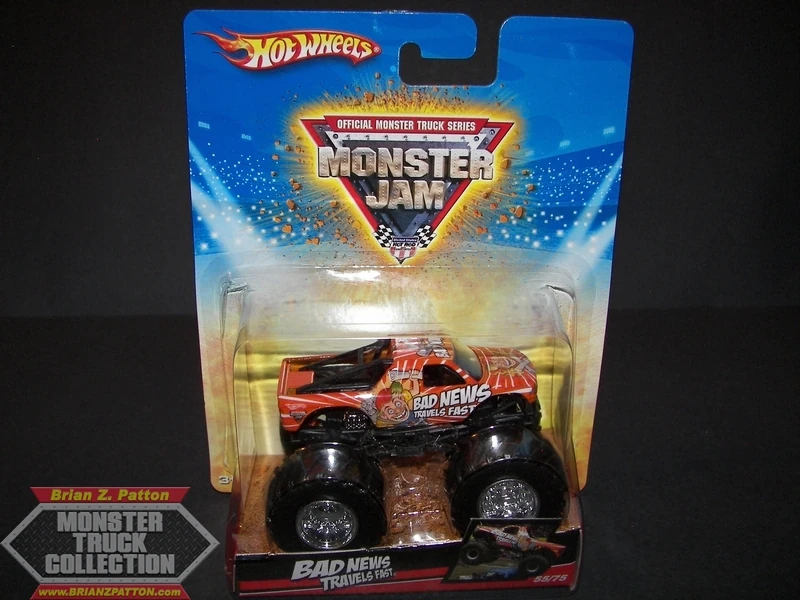 HOT WHEELS
OFFICIAL MONSTER TRUCK SERIES
MONSTER
JAM
BAD NEWS
TRAVELS FAST
BAD NEWS
TRAVELS FAST
55/75
Brian Z. Patton
MONSTER
TRUCK
COLLECTION
www.BRIANZPATTON.com